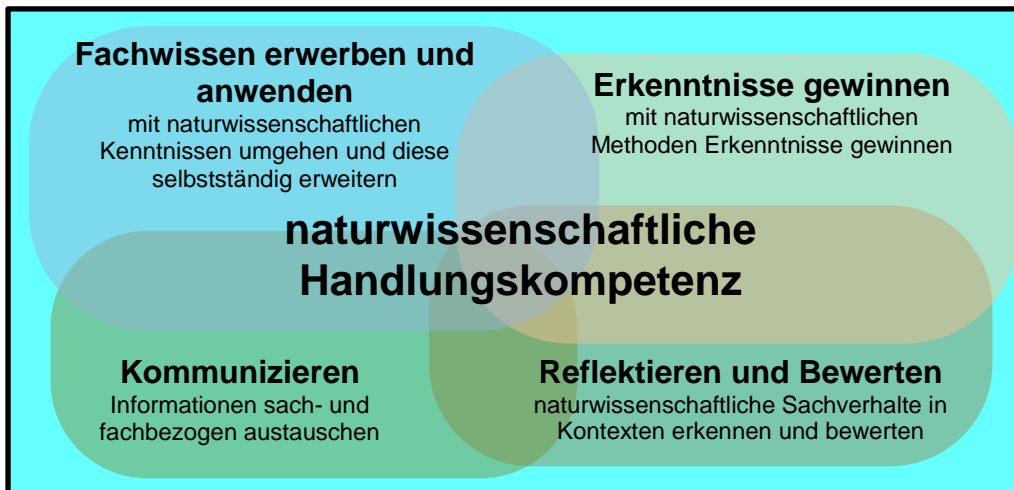 Fachwissen erwerben und
anwenden
mit naturwissenschaftlichen
Kenntnissen umgehen und diese
selbstständig erweitern
Erkenntnisse gewinnen
mit naturwissenschaftlichen
Methoden Erkenntnisse gewinnen
naturwissenschaftliche
Handlungskompetenz
Kommunizieren
Informationen sach- und
fachbezogen austauschen
Reflektieren und Bewerten
naturwissenschaftliche Sachverhalte in
Kontexten erkennen und bewerten